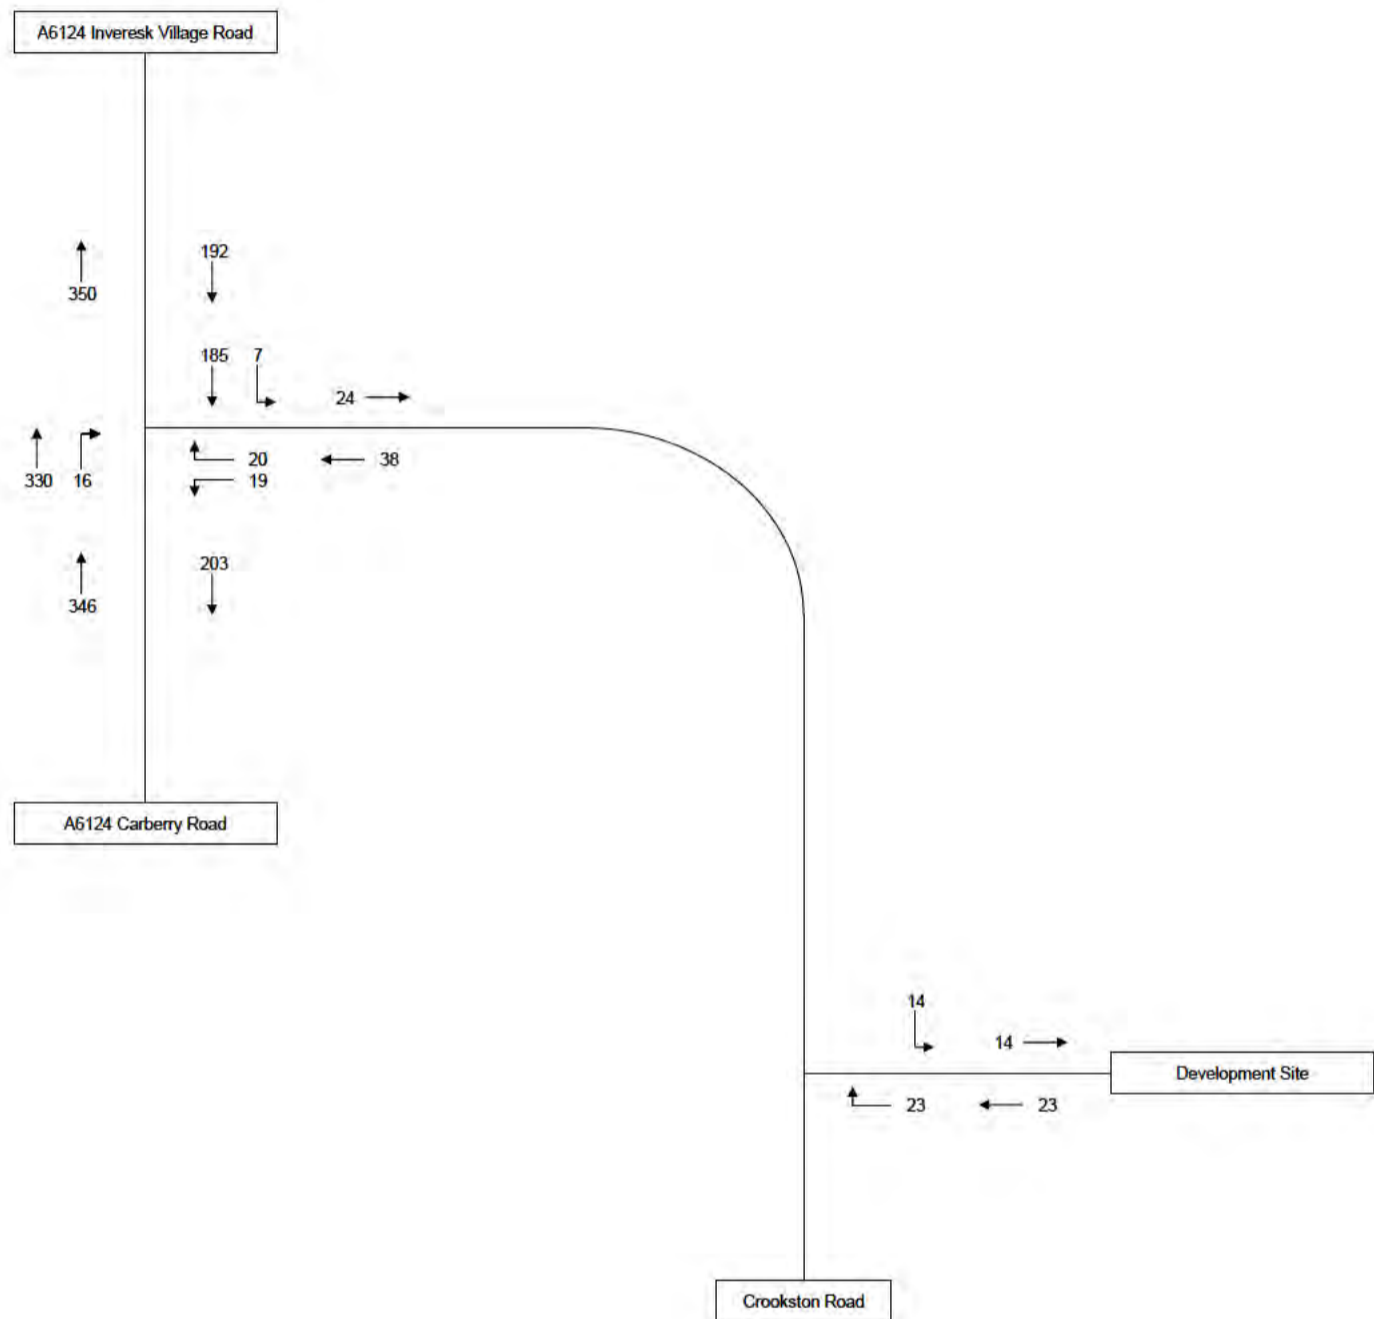 A6124 Inveresk Village Road
192
350
185 7
24
20 38
330 16 19
203
346
A6124 Carberry Road
14
14
Development Site
23 23
Crookston Road